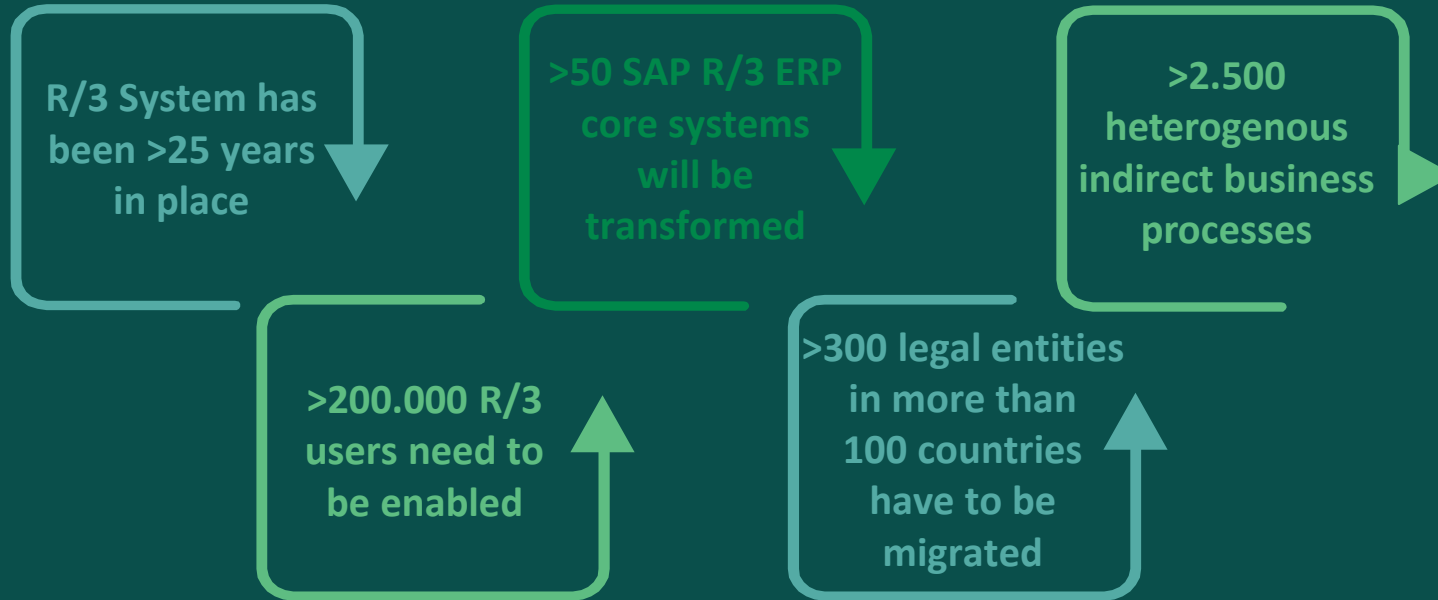 R/3 System has
been >25 years
in place
>200.000 R/3
users need to
be enabled
>50 SAP R/3 ERP
core systems
will be
transformed
>300 legal entities
in more than
100 countries
have to be
migrated
>2.500
heterogenous
indirect business
processes